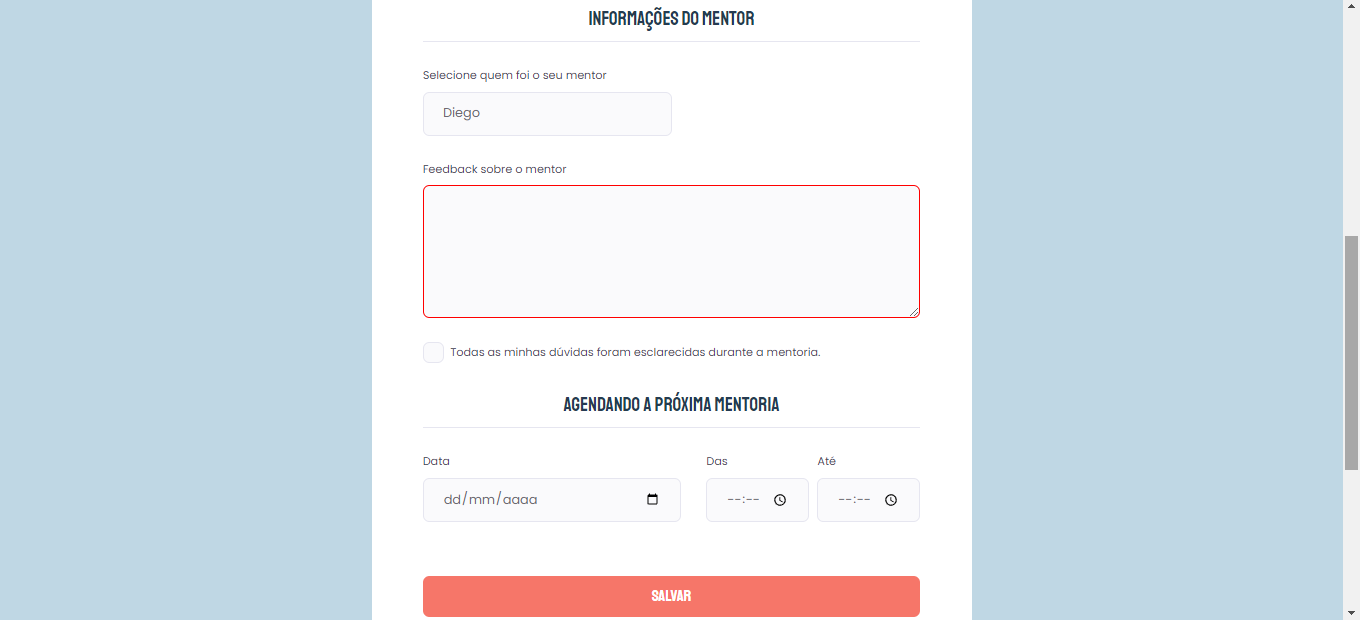 INFORMAÇÕES DO MENTOR
Selecione quem foi o seu mentor
Diego
Feedback sobre o mentor
Todas as minhas dúvidas foram esclarecidas durante a mentoria.
AGENDANDO A PRÓXIMA MENTORIA
Data Das Até
dd/mm/aaaa --:-- --:--
SALVAR